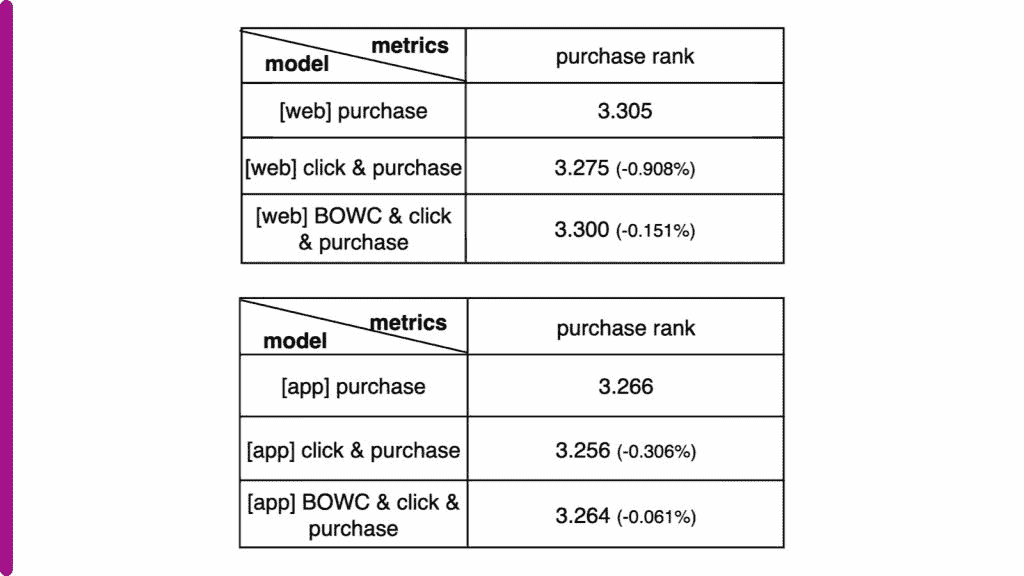 metrics
model
purchase rank
[web] purchase
3.305
[web] click & purchase
3.275 (-0.908%)
[web] BOWC & click
& purchase
3.300 (-0.151%)
metrics
model
purchase rank
[app] purchase
3.266
[app] click & purchase
3.256 (-0.306%)
[app] BOWC & click &
purchase
3.264 (-0.061%)